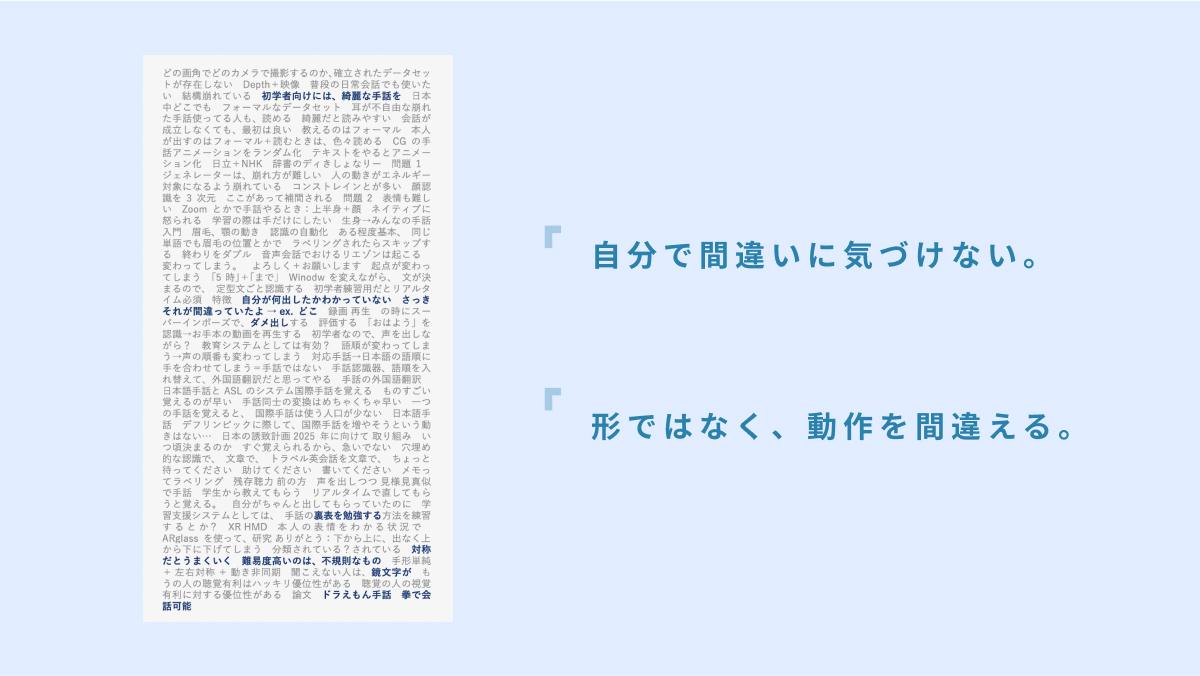 どの画角でどのカメラで撮影するのか、確立されたデータセッ
トが存在しない　Depth＋映像　普段の日常会話でも使いた
い　結構崩れている　初学者向けには、綺麗な手話を　日本
中どこでも　フォーマルなデータセット　耳が不自由な崩れ
た手話使ってる人も、読める　綺麗だと読みやすい　会話が
成立しなくても、最初は良い　教えるのはフォーマル　本人
が出すのはフォーマル＋読むときは、色々読める　CG の手
話アニメーションをランダム化　テキストをやるとアニメー
ション化　日立＋NHK　辞書のディきしょなりー　問題 1
ジェネレーターは、崩れ方が難しい　人の動きがエネルギー
対象になるよう崩れている　コンストレインとが多い　顔認
識を 3 次元　ここがあって補間される　問題 2　表情も難し
い　Zoom とかで手話やるとき：上半身＋顔　ネイティブに
怒られる　学習の際は手だけにしたい　生身→みんなの手話
入門　眉毛、顎の動き　認識の自動化　ある程度基本、 同じ
単語でも眉毛の位置とかで　ラベリングされたらスキップす
る　終わりをダブル　音声会話でおけるリエゾンは起こる
変わってしまう。　よろしく＋お願いします　起点が変わっ
てしまう　「5 時」＋「まで」　Winodw を変えながら、 文が決
まるので、 定型文ごと認識する　初学者練習用だとリアルタ
イム必須　特徴　自分が何出したかわかっていない　さっき
それが間違っていたよ → ex. どこ　録画 再生　の時にスー
パーインポーズで、ダメ出しする　評価する　「おはよう」を
認識→お手本の動画を再生する　初学者なので、声を出しな
がら？　教育システムとしては有効？　語順が変わってしま
う→声の順番も変わってしまう　対応手話→日本語の語順に
手を合わせてしまう＝手話ではない　手話認識器、語順を入
れ替えて、外国語翻訳だと思ってやる　手話の外国語翻訳
日本語手話と ASL のシステム国際手話を覚える　ものすごい
覚えるのが早い　手話同士の変換はめちゃくちゃ早い　一つ
の手話を覚えると、 国際手話は使う人口が少ない　日本語手
話　デフリンピックに際して、国際手話を増やそうという動
きはない…　日本の誘致計画 2025 年に向けて 取り組み　い
つ頃決まるのか　すぐ覚えられるから、急いでない　穴埋め
的な認識で、 文章で、 トラベル英会話を文章で、 ちょっと
待ってください　助けてください　書いてください　メモっ
てラベリング　残存聴力 前の方　声を出しつつ 見様見真似
で手話　学生から教えてもらう　リアルタイムで直してもら
うと覚える。　自分がちゃんと出してもらっていたのに　学
習支援システムとしては、 手話の裏表を勉強する方法を練習
するとか？　XR HMD　本人の表情をわかる状況で
ARglass を使って、研究 ありがとう：下から上に、出なく上
から下に下げてしまう　分類されている？されている　対称
だとうまくいく　難易度高いのは、不規則なもの　手形単純
＋ 左右対称 ＋ 動き非同期　聞こえない人は、鏡文字が　も
うの人の聴覚有利はハッキリ優位性がある　聴覚の人の視覚
有利に対する優位性がある　論文　ドラえもん手話　拳で会
話可能
「自分で間違いに気づけない。
「形ではなく、動作を間違える。